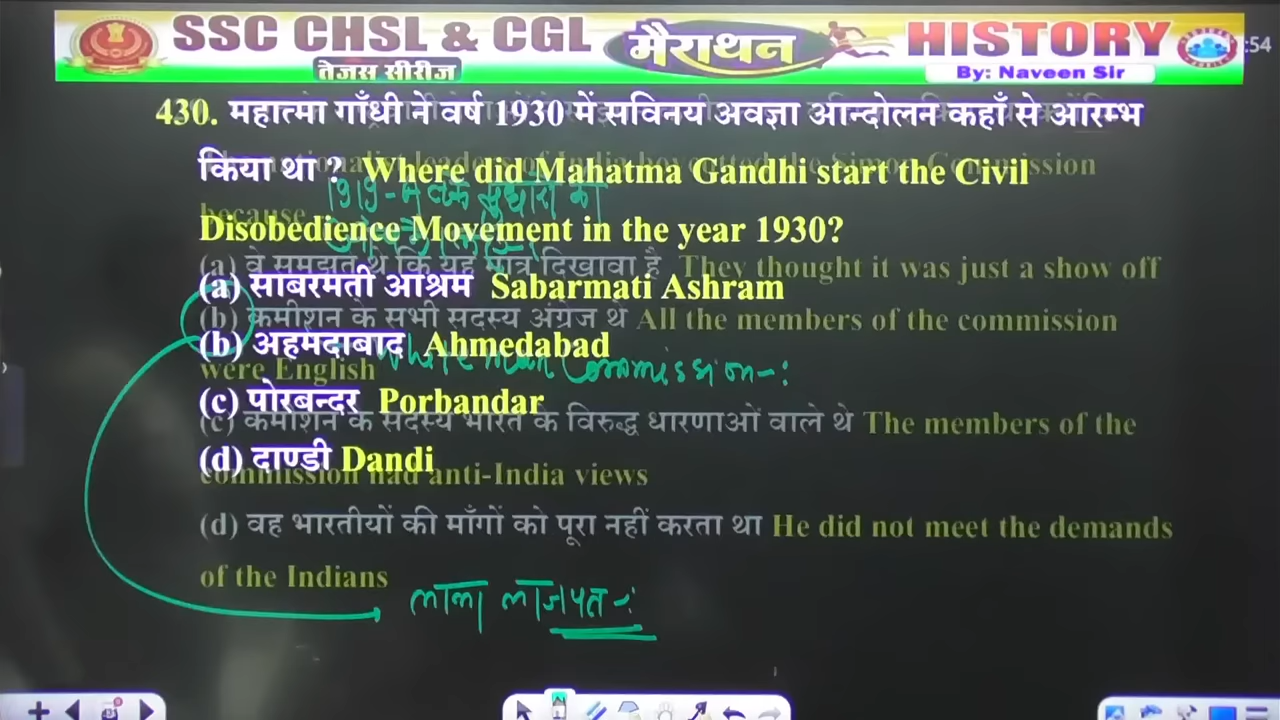 SSC CHSL & CGL मैराथन HISTORY :54
तेजस सीरीज By: Naveen Sir
430. महात्मा गाँधी ने वर्ष 1930 में सविनय अवज्ञा आन्दोलन कहाँ से आरम्भ
किया था ? Where did Mahatma Gandhi start the Civil
Commission
1919-
because
Disobedience Movement in the year 1930?
(a) वे समझते थे कि यह मात्र दिखावा है They thought it was just a show off
(a) साबरमती आश्रम Sabarmati Ashram
(b) कमीशन के सभी सदस्य अंग्रेज थे All the members of the commission
(b) अहमदाबाद Ahmedabad
were English
Commission-:
(c) पोरबन्दर Porbandar
(c) कमीशन के सदस्य भारत के विरुद्ध धारणाओं वाले थे The members of the
(d) दाण्डी Dandi
commission had anti-India views
(d) वह भारतीयों की माँगों को पूरा नहीं करता था He did not meet the demands
of the Indians
लाला लाजपत-: